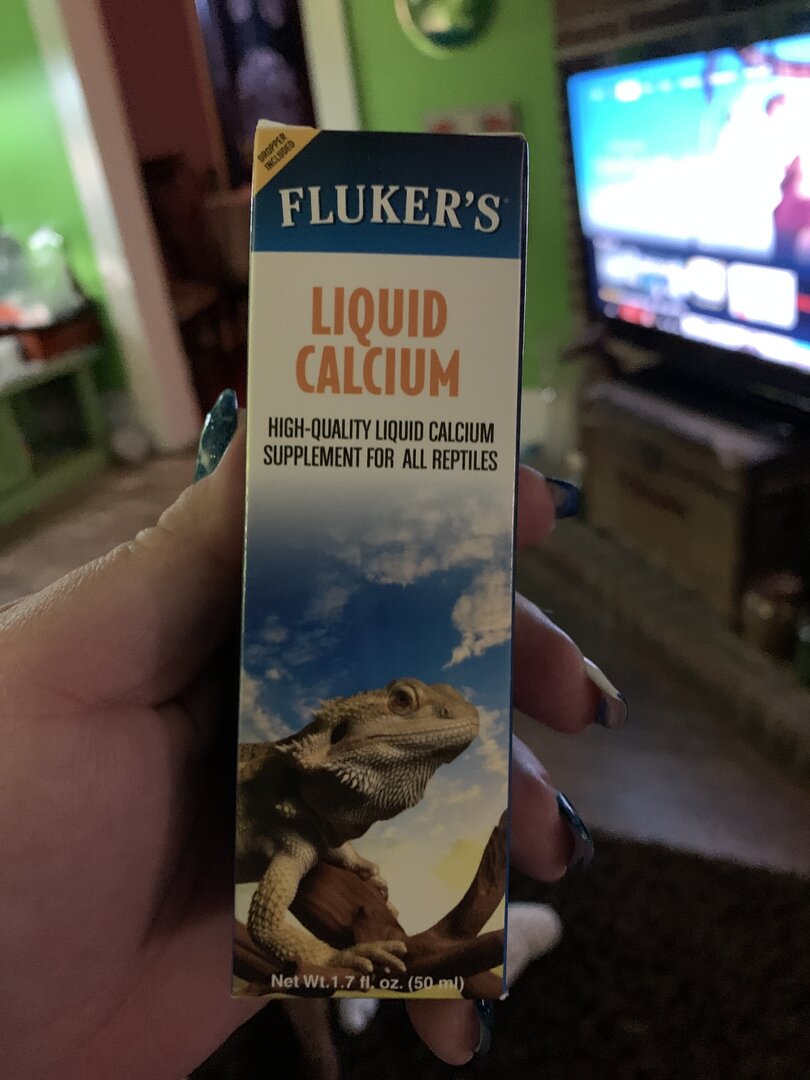 DROPPER
INCLUDED
FLUKER'S
LIQUID
CALCIUM
HIGH-QUALITY LIQUID CALCIUM
SUPPLEMENT FOR ALL REPTILES
Net Wt.1.7 fl. oz. (50 ml)